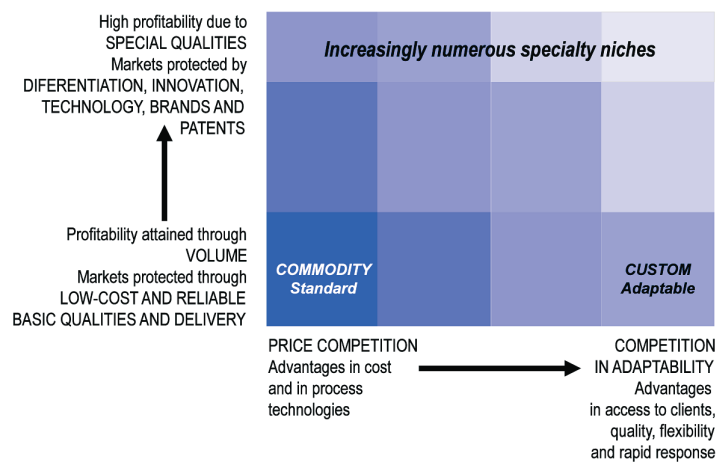 High profitability due to
SPECIAL QUALITIES
Markets protected by
DIFERENTIATION, INNOVATION,
TECHNOLOGY, BRANDS AND
PATENTS
Increasingly numerous specialty niches
Profitability attained through
VOLUME
Markets protected through
LOW-COST AND RELIABLE
BASIC QUALITIES AND DELIVERY
COMMODITY
Standard
CUSTOM
Adaptable
PRICE COMPETITION
Advantages in cost
and in process
technologies
COMPETITION
IN ADAPTABILITY
Advantages
in access to clients,
quality, flexibility
and rapid response